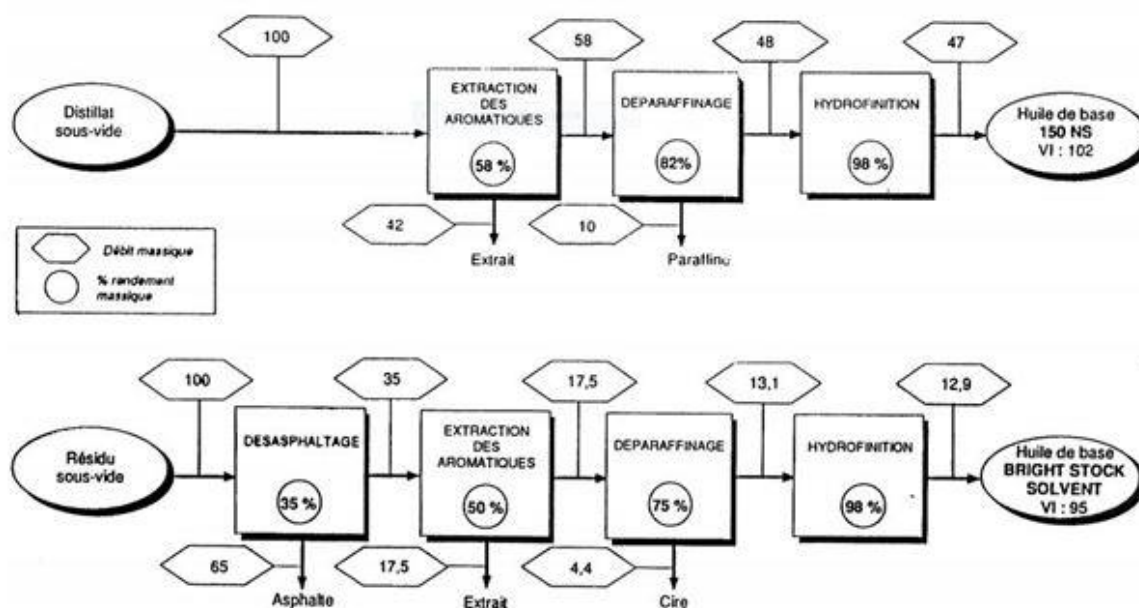 100
58
48
47
Distillat
sous-vide
EXTRACTION
DES
AROMATIQUES
58 %
DEPARAFFINAGE
82%
HYDROFINITION
98 %
Huile de base
150 NS
VI : 102
42
10
Extrait
Débit massique
% rendement
massique
100
35
17,5
13,1
12,9
Résidu
sous-vide
DESASPHALTAGE
35 %
EXTRACTION
DES
AROMATIQUES
50 %
DEPARAFFINAGE
75 %
HYDROFINITION
98 %
Huile de base
BRIGHT STOCK
SOLVENT
VI : 95
65
17,5
4,4
Asphalte
Extrait
Cire